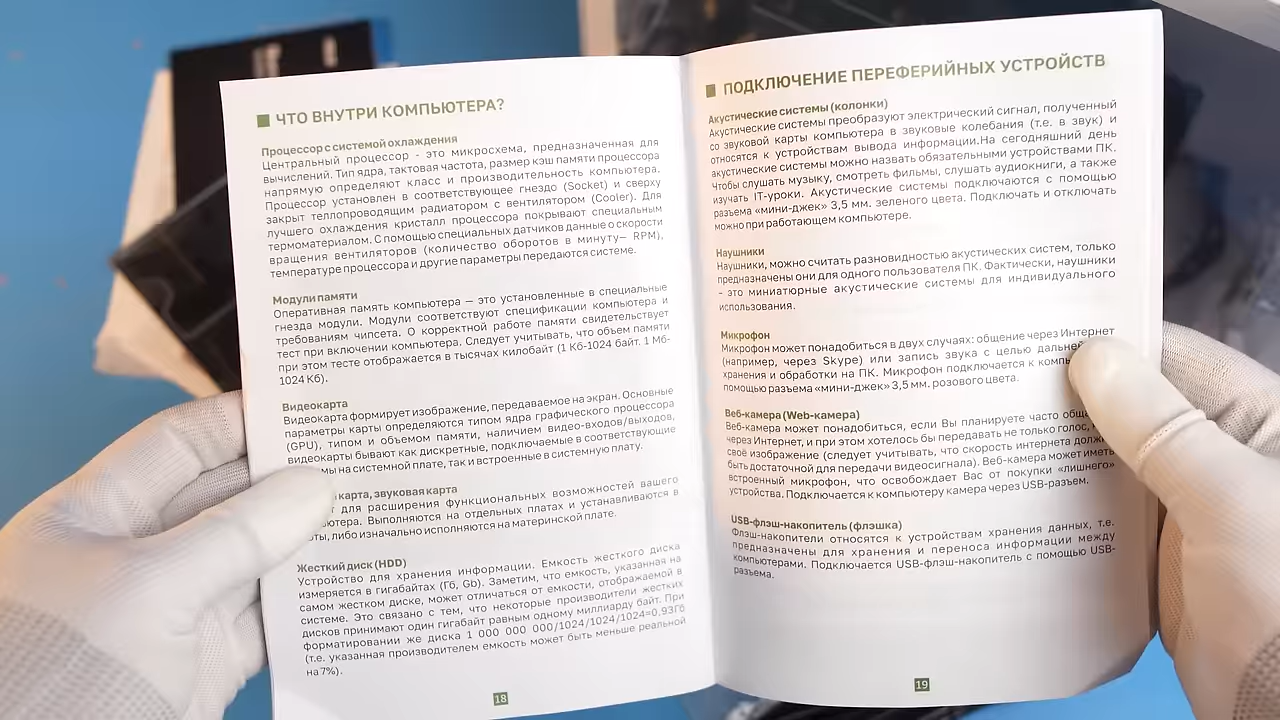 ЧТО ВНУТРИ КОМПЬЮТЕРА?
Процессор с системой охлаждения
Центральный процессор - это микросхема, предназначенная для
вычислений. Тип ядра, тактовая частота, размер кэш памяти процессора
напрямую определяют класс и производительность компьютера.
Процессор установлен в соответствующее гнездо (Socket) и сверху
закрыт теплопроводящим радиатором с вентилятором (Cooler). Для
лучшего охлаждения кристалл процессора покрывают специальным
термоматериалом. С помощью специальных датчиков данные о скорости
вращения вентиляторов (количество оборотов в минуту— RPM),
температуре процессора и другие параметры передаются системе.
Модули памяти
Оперативная память компьютера — это установленные в специальные
гнезда модули. Модули соответствуют спецификации компьютера и
требованиям чипсета. О корректной работе памяти свидетельствует
тест при включении компьютера. Следует учитывать, что объем памяти
при этом тесте отображается в тысячах килобайт (1 Кб-1024 байт. 1 Мб-
1024 Кб).
Видеокарта
Видеокарта формирует изображение, передаваемое на экран. Основные
параметры карты определяются типом ядра графического процессора
(GPU), типом и объемом памяти, наличием видео-входов/выходов,
видеокарты бывают как дискретные, подключаемые в соответствующие
мы на системной плате, так и встроенные в системную плату.
карта, звуковая карта
т для расширения функциональных возможностей вашего
ютера. Выполняются на отдельных платах и устанавливаются в
ты, либо изначально исполняются на материнской плате.
Жесткий диск (HDD)
Устройство для хранения информации. Емкость жесткого диска
измеряется в гигабайтах (Гб, Gb). Заметим, что емкость, указанная на
самом жестком диске, может отличаться от емкости, отображаемой в
системе. Это связано с тем, что некоторые производители жестких
дисков принимают один гигабайт равным одному миллиарду байт. При
форматировании же диска 1 000 000 000/1024/1024/1024=0,93Гб
(т.е. указанная производителем емкость может быть меньше реальной
на 7%).
18
ПОДКЛЮЧЕНИЕ ПЕРЕФЕРИЙНЫХ УСТРОЙСТВ
Акустические системы (колонки)
Акустические системы преобразуют электрический сигнал, полученный
со звуковой карты компьютера в звуковые колебания (т.е. в звук) и
относятся к устройствам вывода информации.На сегодняшний день
акустические системы можно назвать обязательными устройствами ПК.
Чтобы слушать музыку, смотреть фильмы, слушать аудиокниги, а также
изучать IT-уроки. Акустические системы подключаются с помощью
разъема «мини-джек» 3,5 мм. зеленого цвета. Подключать и отключать
можно при работающем компьютере.
Наушники
Наушники, можно считать разновидностью акустических систем, только
предназначены они для одного пользователя ПК. Фактически, наушники
- это миниатюрные акустические системы для индивидуального
использования.
Микрофон
Микрофон может понадобиться в двух случаях: общение через Интернет
(например, через Skype) или запись звука с целью дальней
хранения и обработки на ПК. Микрофон подключается к комп
помощью разъема «мини-джек» 3,5 мм. розового цвета.
Веб-камера (Web-камера)
Веб-камера может понадобиться, если Вы планируете часто обща
через Интернет, и при этом хотелось бы передавать не только голос,
своё изображение (следует учитывать, что скорость интернета долж
быть достаточной для передачи видеосигнала). Веб-камера может иметь
встроенный микрофон, что освобождает Вас от покупки «лишнего»
устройства. Подключается к компьютеру камера через USB-разъем.
USB-флэш-накопитель (флэшка)
Флэш-накопители относятся к устройствам хранения данных, т.е.
предназначены для хранения и переноса информации между
компьютерами. Подключается USB-флэш-накопитель с помощью USB-
разъема.
19